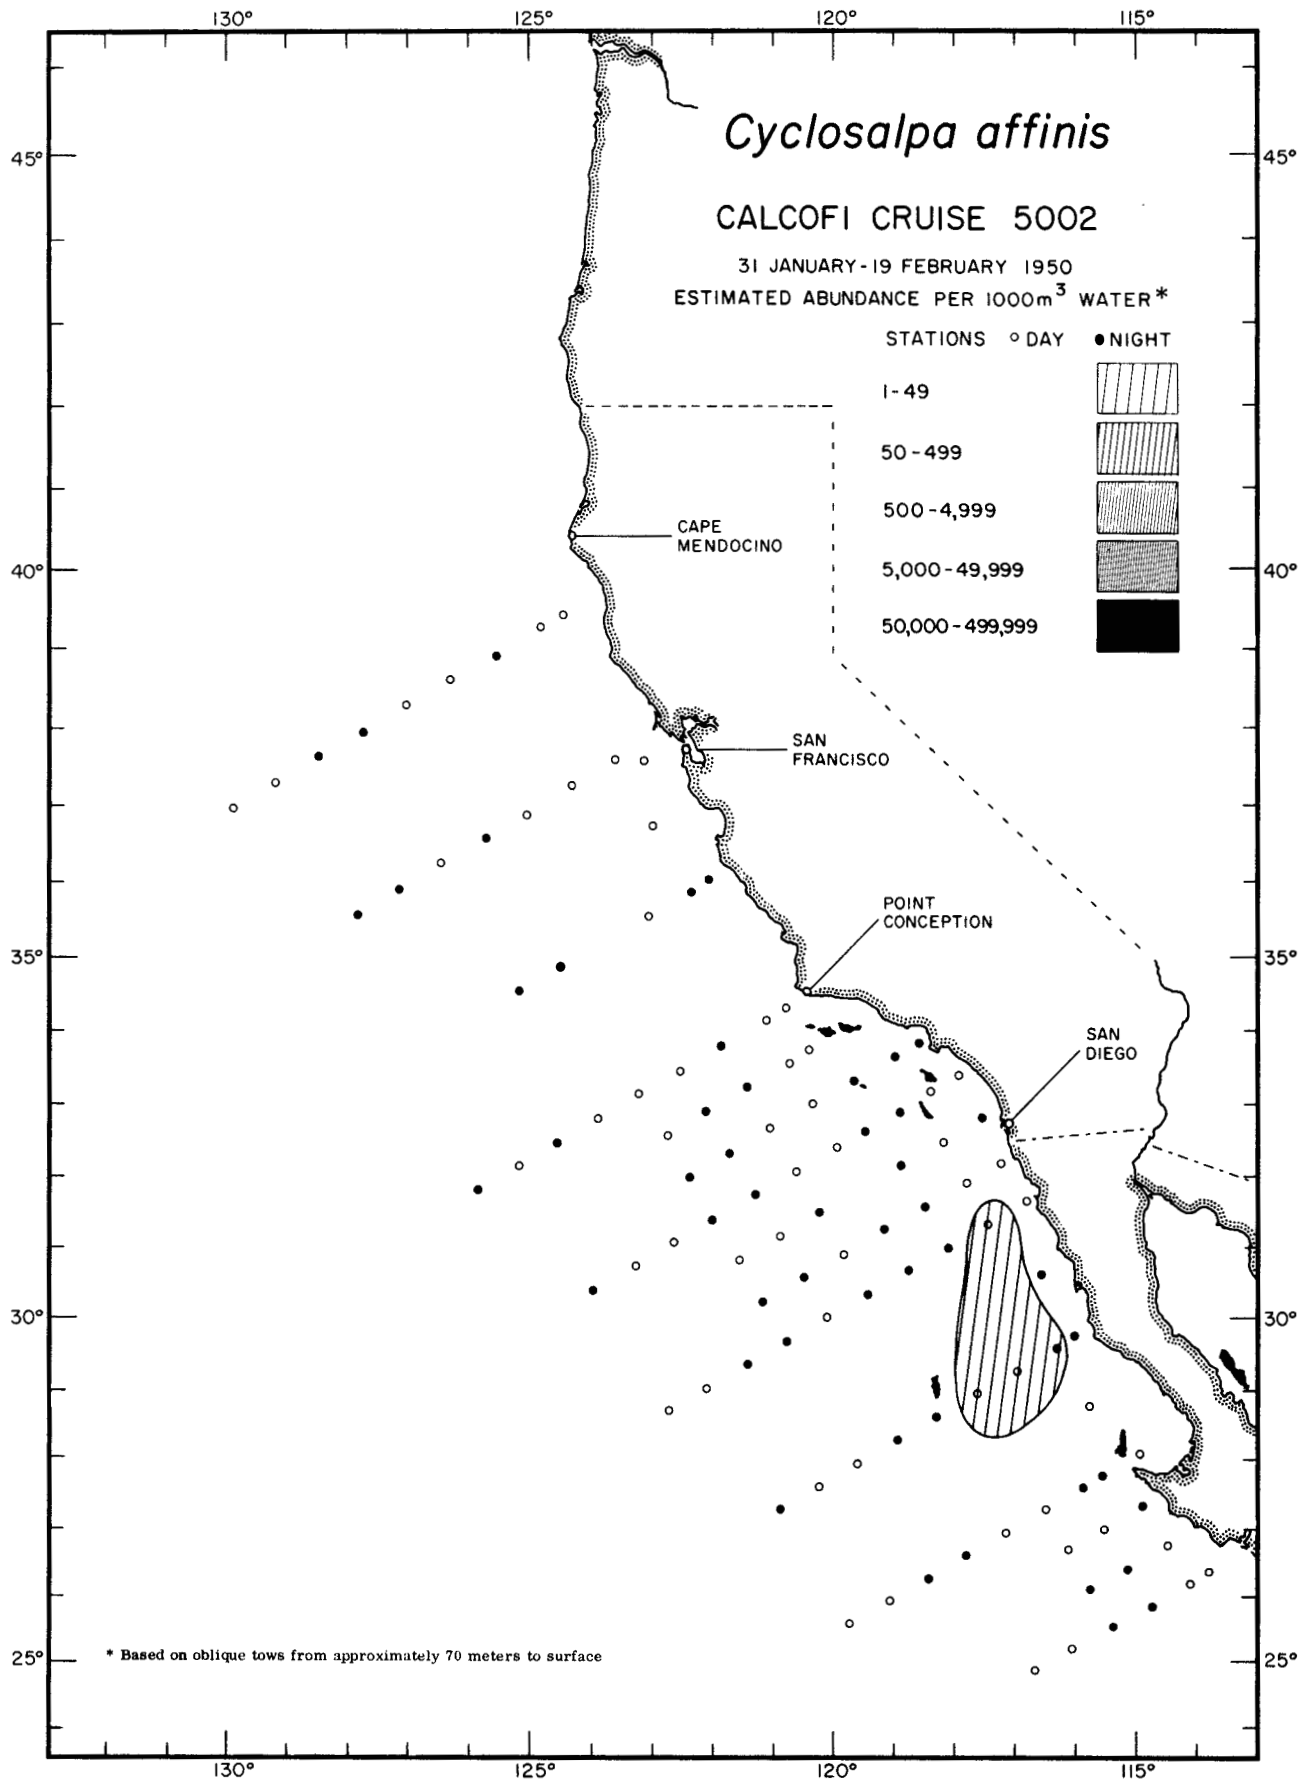 130° 125° 120° 115°
Cyclosalpa affinis
45° 45°
CALCOFI CRUISE 5002
31 JANUARY-19 FEBRUARY 1950
ESTIMATED ABUNDANCE PER 1000m³ WATER*
STATIONS ○ DAY ● NIGHT
1-49
50-499
500-4,999
5,000-49,999
50,000-499,999
CAPE
MENDOCINO
40° 40°
SAN
FRANCISCO
POINT
CONCEPTION
35° 35°
SAN
DIEGO
30° 30°
* Based on oblique tows from approximately 70 meters to surface
25° 25°
130° 125° 120° 115°